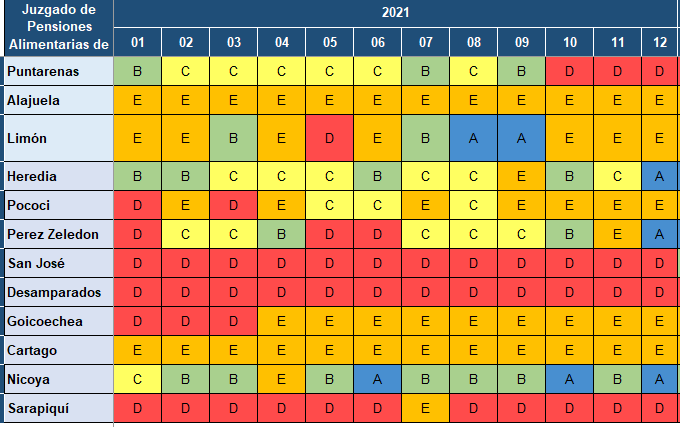 Juzgado de
Pensiones
Alimentarias de
2021
01 02 03 04 05 06 07 08 09 10 11 12
Puntarenas B C C C C C B C B D D D
Alajuela E E E E E E E E E E E E
Limón E E B E D E B A A E E E
Heredia B B C C C B C C E B C A
Pococi D E D E C C E C E E E E
Perez Zeledon D C C B D D C C C B E A
San José D D D D D D D D D D D D
Desamparados D D D D D D D D D D D D
Goicoechea D D D E E E E E E E E E
Cartago E E E E E E E E E E E E
Nicoya C B B E B A B B B A B A
Sarapiquí D D D D D D E D D D D D